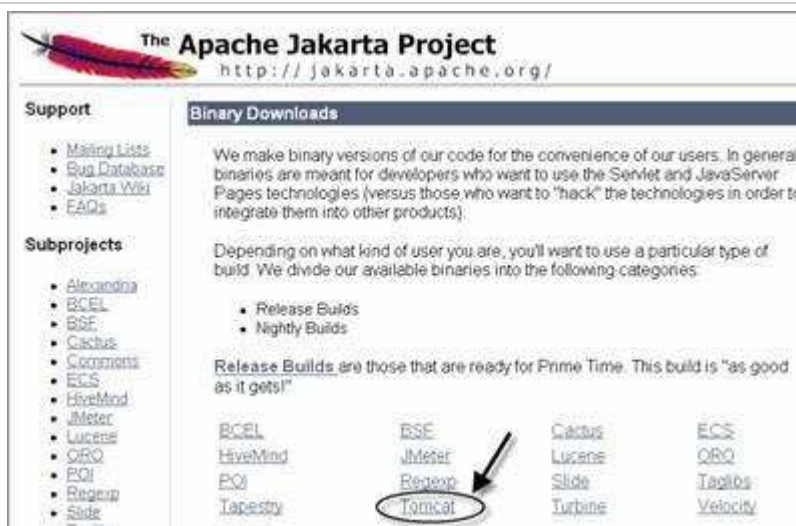 The Apache Jakarta Project
http://jakarta.apache.org/
Support
Mailing Lists
Bug Database
Jakarta Wiki
FAQs
Subprojects
Alexandria
BCEL
BSF
Cactus
Commons
ECS
HiveMind
JMeter
Lucene
ORO
POI
Regexp
Slide
Binary Downloads
We make binary versions of our code for the convenience of our users. In general
binaries are meant for developers who want to use the Servlet and JavaServer
Pages technologies (versus those who want to "hack" the technologies in order to
integrate them into other products).
Depending on what kind of user you are, you'll want to use a particular type of
build. We divide our available binaries into the following categories:
Release Builds
Nightly Builds
Release Builds are those that are ready for Prime Time. This build is "as good
as it gets!"
BCEL BSF Cactus ECS
HiveMind JMeter Lucene ORO
POI Regexp Slide Taglibs
Tapestry Tomcat Turbine Velocity